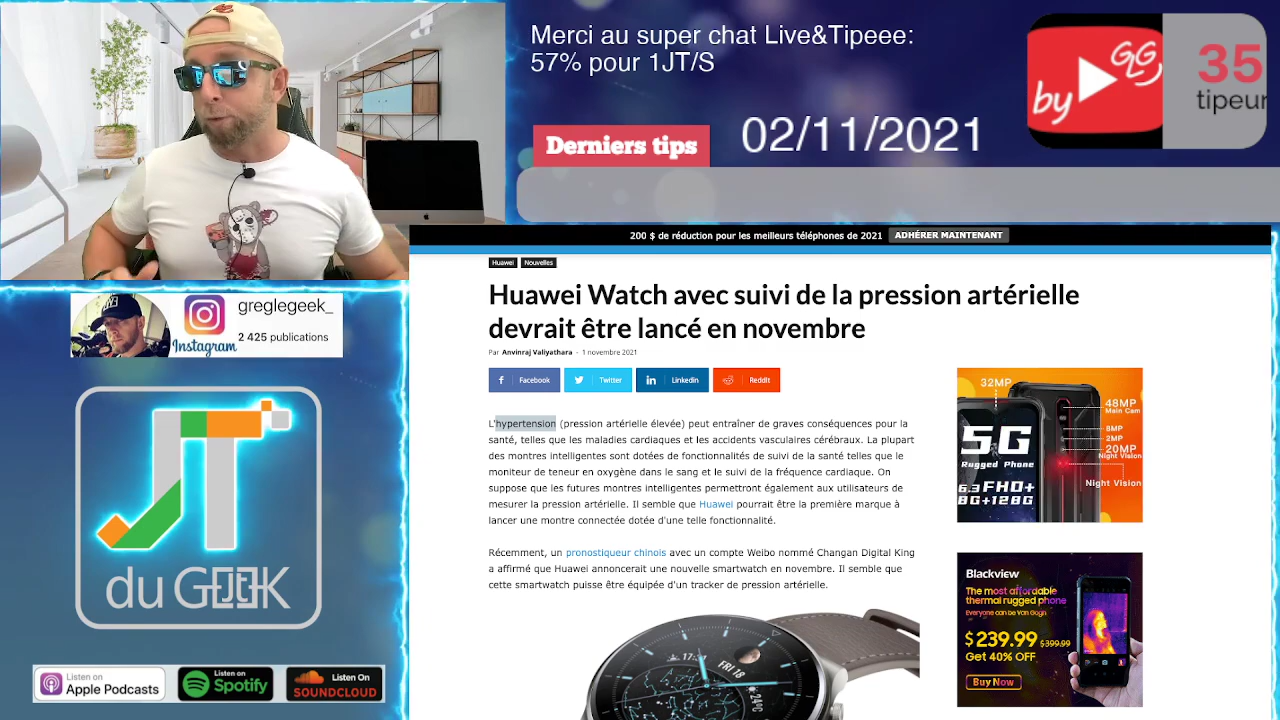 Merci au super chat Live&Tipeee:
57% pour 1JT/S
by
GLG
35
tipeur
Derniers tips
02/11/2021
200 $ de réduction pour les meilleurs téléphones de 2021 ADHÉRER MAINTENANT
Huawei Nouvelles
Huawei Watch avec suivi de la pression artérielle
devrait être lancé en novembre
Par Anvinraj Valiyathara - 1 novembre 2021
Facebook Twitter Linkedin Reddit
L'hypertension (pression artérielle élevée) peut entraîner de graves conséquences pour la
santé, telles que les maladies cardiaques et les accidents vasculaires cérébraux. La plupart
des montres intelligentes sont dotées de fonctionnalités de suivi de la santé telles que le
moniteur de teneur en oxygène dans le sang et le suivi de la fréquence cardiaque. On
suppose que les futures montres intelligentes permettront également aux utilisateurs de
mesurer la pression artérielle. Il semble que Huawei pourrait être la première marque à
lancer une montre connectée dotée d'une telle fonctionnalité.
Récemment, un pronostiqueur chinois avec un compte Weibo nommé Changan Digital King
a affirmé que Huawei annoncerait une nouvelle smartwatch en novembre. Il semble que
cette smartwatch puisse être équipée d'un tracker de pression artérielle.
FRI 18
24°C
32MP
48MP
Main Cam
8MP
2MP
20MP
Night Vision
Night Vision
5G
Rugged Phone
6.3 FHD+
8G+128G
Blackview
The most affordable
thermal rugged phone
Everyone can be Van Gogh
$239.99 $399.99
Get 40% OFF
Buy Now
greglegeek_
2 425 publications
Instagram
JT
du GEEK
Listen on
Apple Podcasts
Listen on
Spotify
Listen On
SOUNDCLOUD